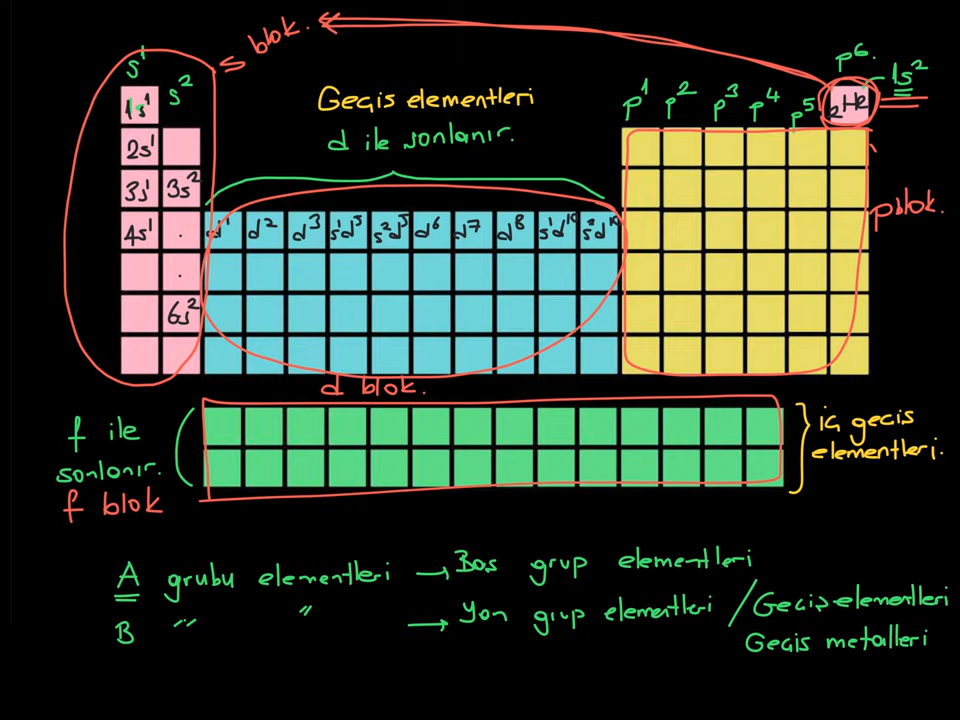 s blok.
s¹
s²
p⁶
1s²
Geçiş elementleri
d ile sonlanır.
p¹ p² p³ p⁴ p⁵ ₂He
1s¹
2s¹
3s¹ 3s²
p blok.
4s¹ . d¹ d² d³ s¹d⁵ s²d⁵ d⁶ d⁷ d⁸ s¹d¹⁰ s²d¹⁰
.
6s²
d blok.
f ile
sonlanır.
f blok
iç geçiş
elementleri.
A grubu elementleri → Baş grup elementleri
B " " → Yan grup elementleri / Geçiş elementleri
Geçiş metalleri